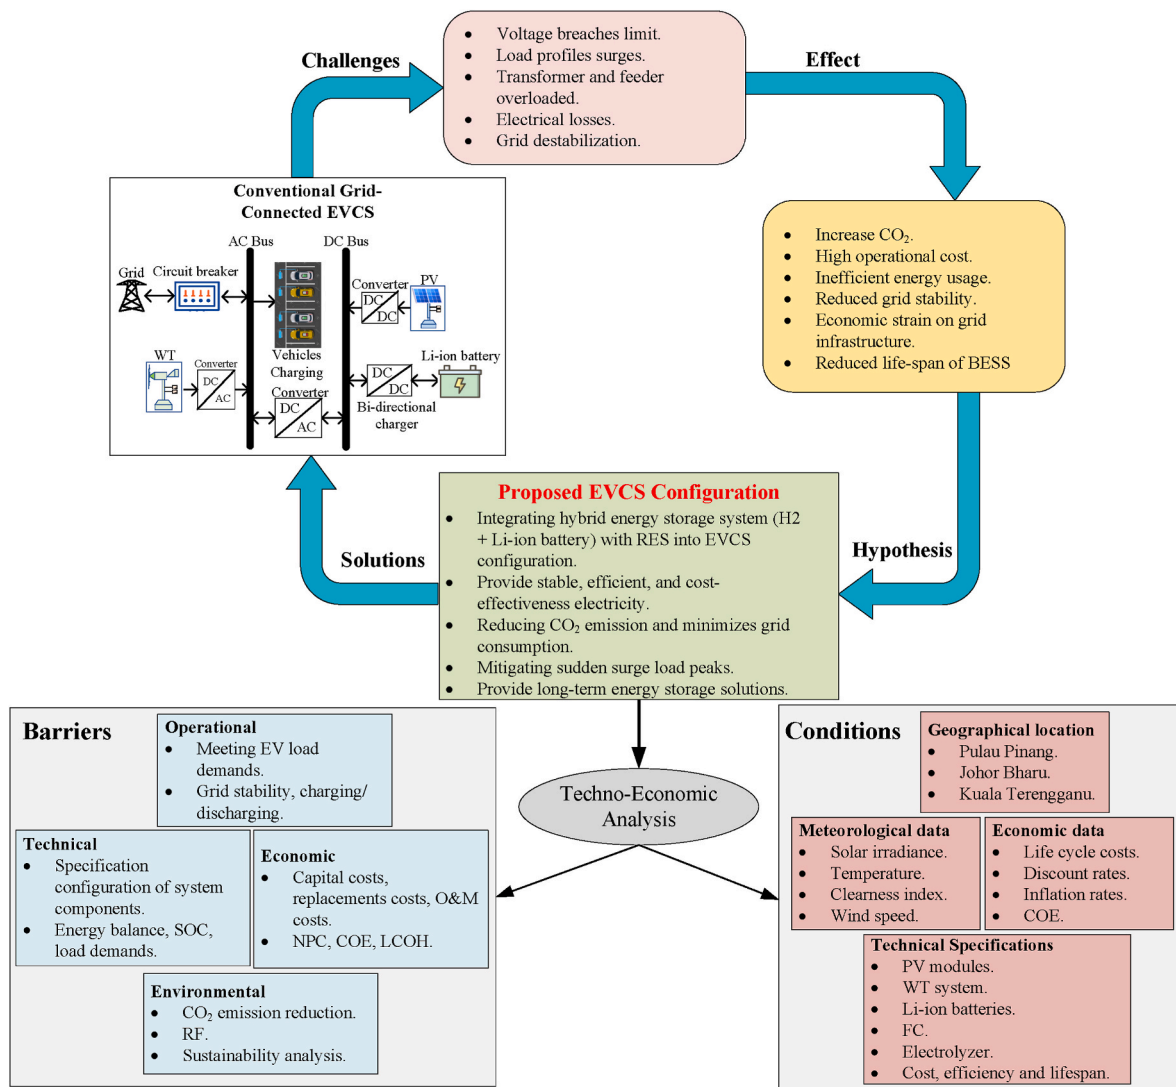 Challenges
• Voltage breaches limit.
• Load profiles surges.
• Transformer and feeder
overloaded.
• Electrical losses.
• Grid destabilization.
Effect
• Increase CO₂.
• High operational cost.
• Inefficient energy usage.
• Reduced grid stability.
• Economic strain on grid
infrastructure.
• Reduced life-span of BESS
Conventional Grid-
Connected EVCS
AC Bus
DC Bus
Grid
Circuit breaker
Converter
DC
DC
PV
WT
Converter
DC
AC
Vehicles
Charging
Converter
DC
AC
DC
DC
Li-ion battery
Bi-directional
charger
Solutions
Hypothesis
Proposed EVCS Configuration
• Integrating hybrid energy storage system (H2
+ Li-ion battery) with RES into EVCS
configuration.
• Provide stable, efficient, and cost-
effectiveness electricity.
• Reducing CO₂ emission and minimizes grid
consumption.
• Mitigating sudden surge load peaks.
• Provide long-term energy storage solutions.
Techno-Economic
Analysis
Barriers
Operational
• Meeting EV load
demands.
• Grid stability, charging/
discharging.
Technical
• Specification
configuration of system
components.
• Energy balance, SOC,
load demands.
Economic
• Capital costs,
replacements costs, O&M
costs.
• NPC, COE, LCOH.
Environmental
• CO₂ emission reduction.
• RF.
• Sustainability analysis.
Conditions
Geographical location
• Pulau Pinang.
• Johor Bharu.
• Kuala Terengganu.
Meteorological data
• Solar irradiance.
• Temperature.
• Clearness index.
• Wind speed.
Economic data
• Life cycle costs.
• Discount rates.
• Inflation rates.
• COE.
Technical Specifications
• PV modules.
• WT system.
• Li-ion batteries.
• FC.
• Electrolyzer.
• Cost, efficiency and lifespan.